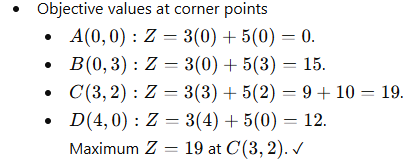 • Objective values at corner points
• A(0, 0) : Z = 3(0) + 5(0) = 0.
• B(0, 3) : Z = 3(0) + 5(3) = 15.
• C(3, 2) : Z = 3(3) + 5(2) = 9 + 10 = 19.
• D(4, 0) : Z = 3(4) + 5(0) = 12.
Maximum Z = 19 at C(3, 2). ✓